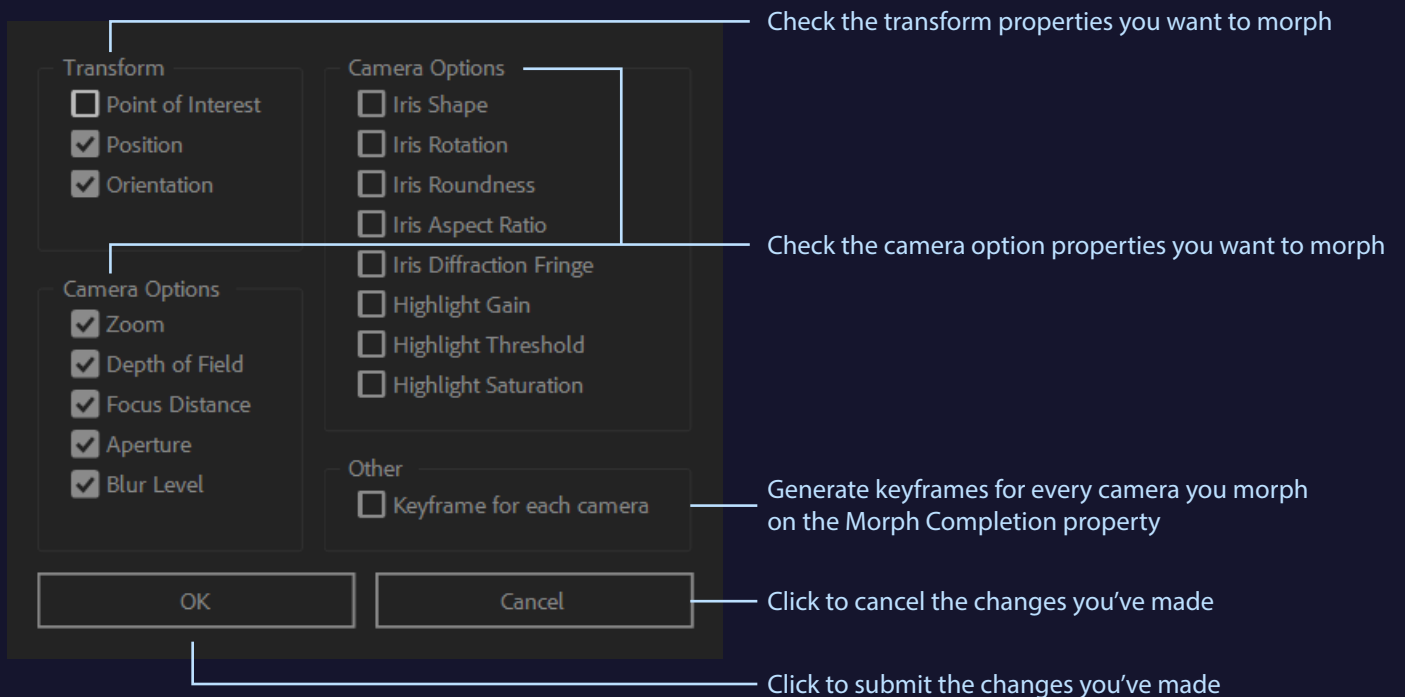 Check the transform properties you want to morph
Transform
Point of Interest
Position
Orientation
Camera Options
Zoom
Depth of Field
Focus Distance
Aperture
Blur Level
Camera Options
Iris Shape
Iris Rotation
Iris Roundness
Iris Aspect Ratio
Iris Diffraction Fringe
Highlight Gain
Highlight Threshold
Highlight Saturation
Check the camera option properties you want to morph
Other
Keyframe for each camera
Generate keyframes for every camera you morph
on the Morph Completion property
OK
Cancel
Click to cancel the changes you’ve made
Click to submit the changes you’ve made